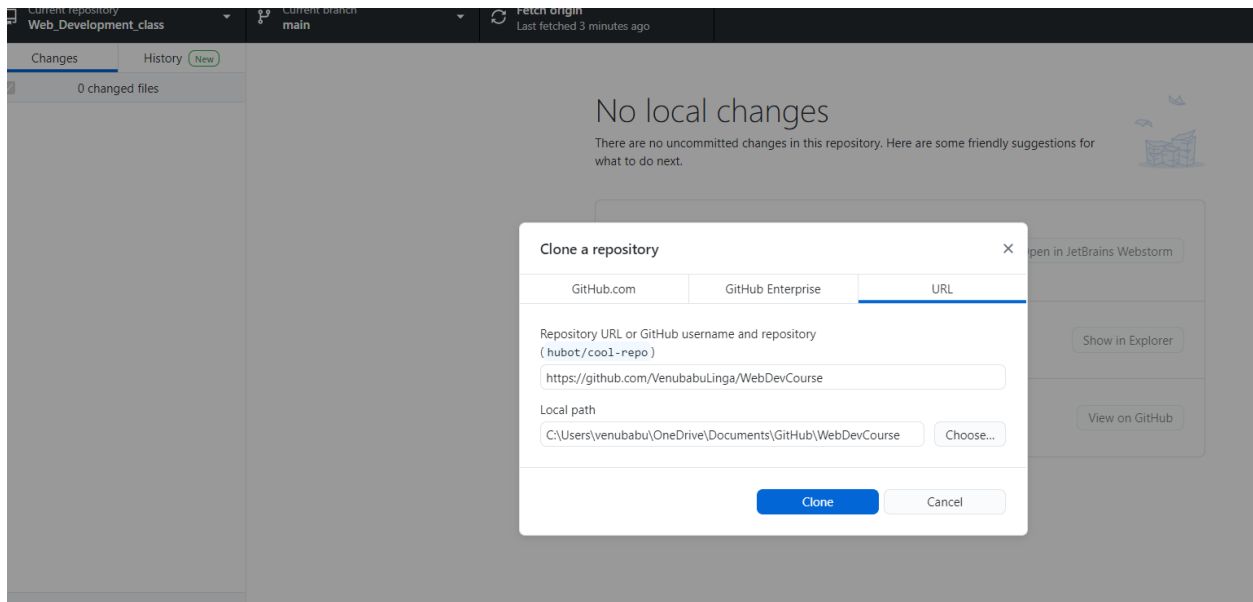 Current repository
Web_Development_class
Current branch
main
Fetch origin
Last fetched 3 minutes ago
Changes
History
New
0 changed files
No local changes
There are no uncommitted changes in this repository. Here are some friendly suggestions for
what to do next.
Clone a repository
GitHub.com
GitHub Enterprise
URL
Repository URL or GitHub username and repository
(hubot/cool-repo)
https://github.com/VenubabuLinga/WebDevCourse
Local path
C:\Users\venubabu\OneDrive\Documents\GitHub\WebDevCourse
Choose...
Clone
Cancel
pen in JetBrains Webstorm
Show in Explorer
View on GitHub